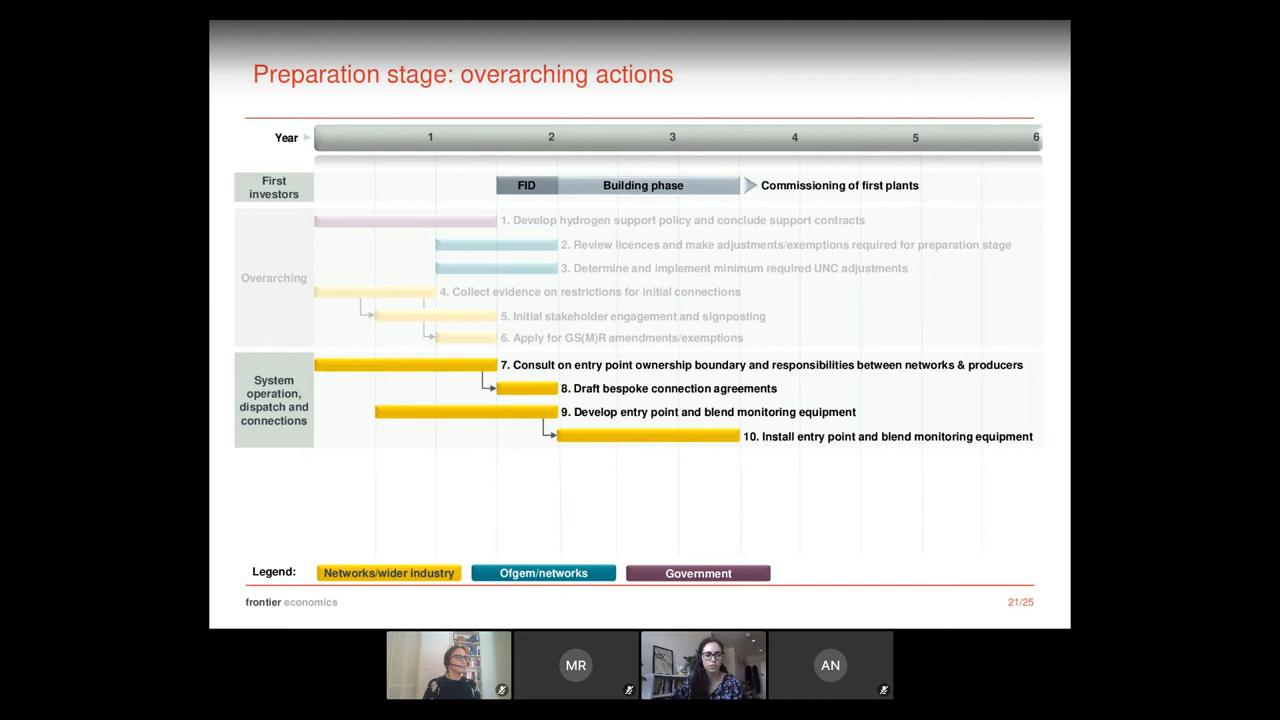 Preparation stage: overarching actions
Year 1 2 3 4 5 6
First
investors
FID Building phase Commissioning of first plants
Overarching
1. Develop hydrogen support policy and conclude support contracts
2. Review licences and make adjustments/exemptions required for preparation stage
3. Determine and implement minimum required UNC adjustments
4. Collect evidence on restrictions for initial connections
5. Initial stakeholder engagement and signposting
6. Apply for GS(M)R amendments/exemptions
System
operation,
dispatch and
connections
7. Consult on entry point ownership boundary and responsibilities between networks & producers
8. Draft bespoke connection agreements
9. Develop entry point and blend monitoring equipment
10. Install entry point and blend monitoring equipment
Legend: Networks/wider industry Ofgem/networks Government
frontier economics 21/25
MR AN